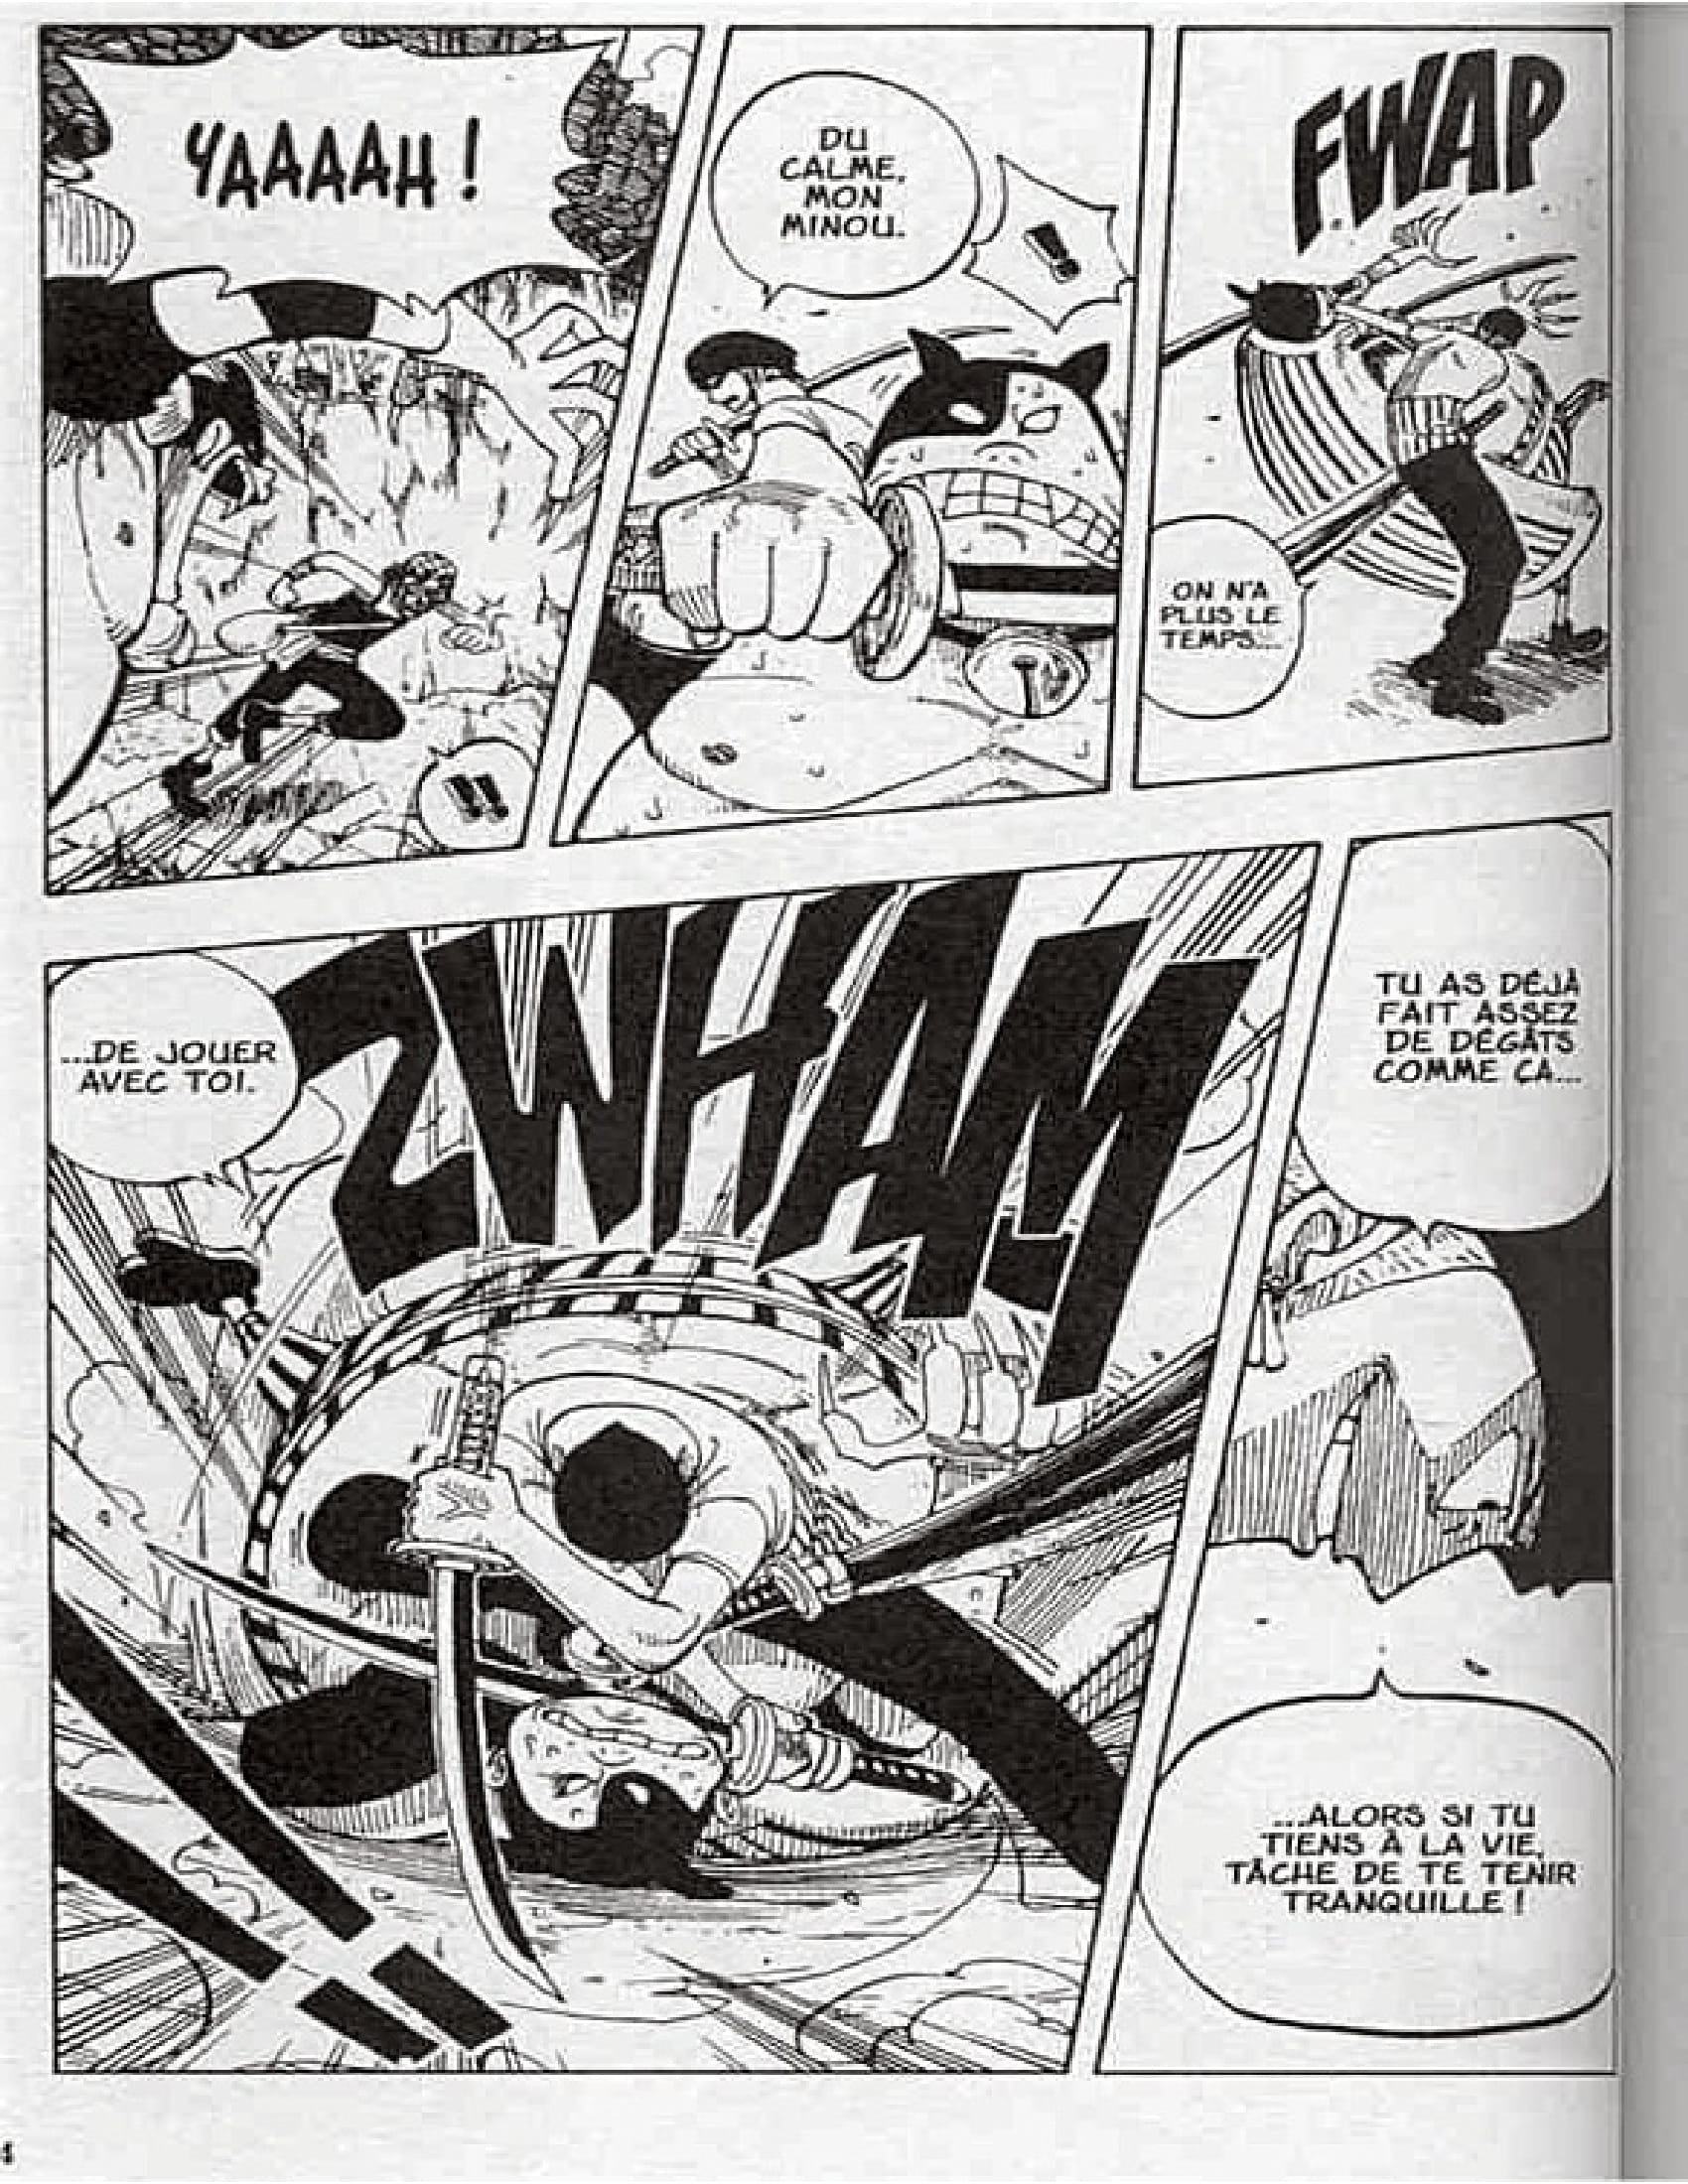 YAAAAH !
!!
DU
CALME,
MON
MINOU.
!
FWAP
ON N'A
PLUS LE
TEMPS...
...DE JOUER
AVEC TOI.
ZWHAM
!!
TU AS DÉJÀ
FAIT ASSEZ
DE DÉGÂTS
COMME ÇA...
...ALORS SI TU
TIENS À LA VIE,
TÂCHE DE TE TENIR
TRANQUILLE !